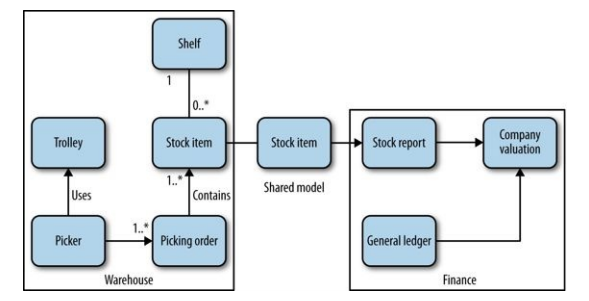 Shelf
1
0..*
Trolley
Stock item
Stock item
Stock report
Company
valuation
1..*
Uses
Contains
Shared model
1..*
Picker
Picking order
General ledger
Warehouse
Finance